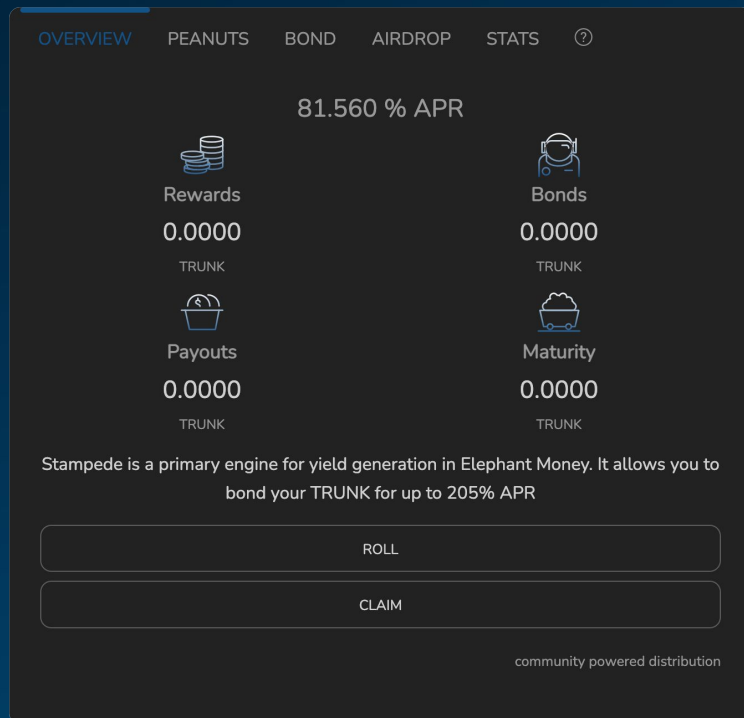 OVERVIEW PEANUTS BOND AIRDROP STATS ?
81.560 % APR
Rewards Bonds
0.0000 0.0000
TRUNK TRUNK
$
Payouts Maturity
0.0000 0.0000
TRUNK TRUNK
Stampede is a primary engine for yield generation in Elephant Money. It allows you to
bond your TRUNK for up to 205% APR
ROLL
CLAIM
community powered distribution